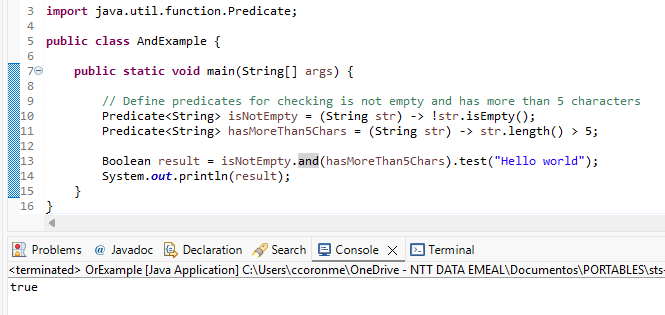 3 import java.util.function.Predicate;
4
5 public class AndExample {
6
7 public static void main(String[] args) {
8
9 // Define predicates for checking is not empty and has more than 5 characters
10 Predicate<String> isNotEmpty = (String str) -> !str.isEmpty();
11 Predicate<String> hasMoreThan5Chars = (String str) -> str.length() > 5;
12
13 Boolean result = isNotEmpty.and(hasMoreThan5Chars).test("Hello world");
14 System.out.println(result);
15 }
16 }
Problems @ Javadoc Declaration Search Console Terminal
<terminated> OrExample [Java Application] C:\Users\ccoronme\OneDrive - NTT DATA EMEAL\Documentos\PORTABLES\sts-
true